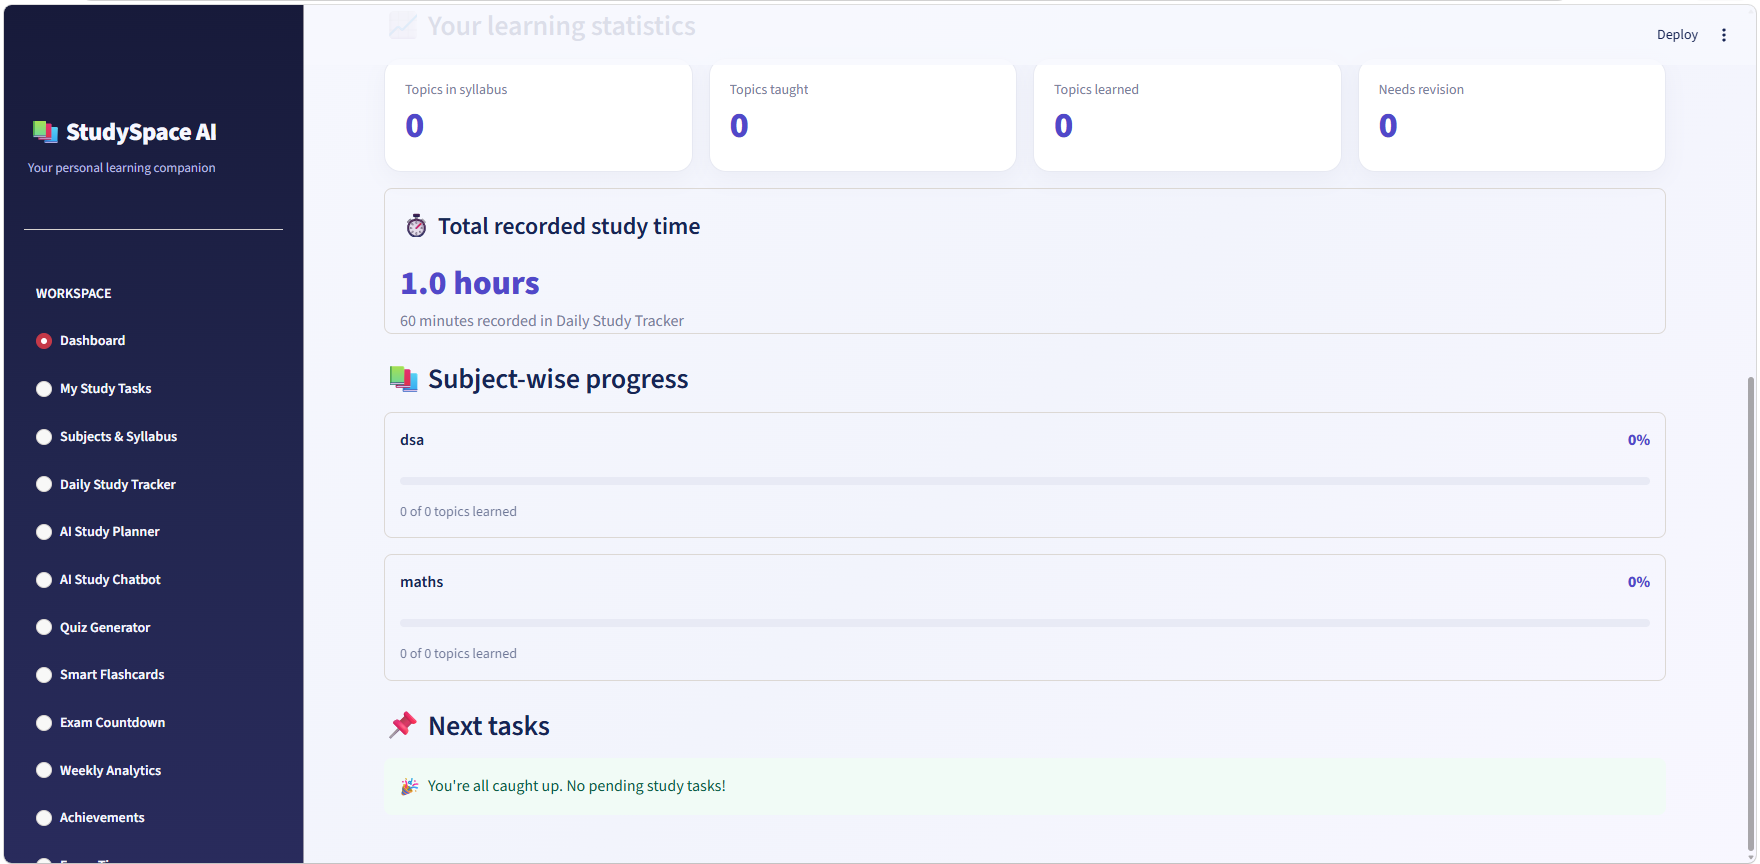 StudySpace AI
Your personal learning companion
WORKSPACE
Dashboard
My Study Tasks
Subjects & Syllabus
Daily Study Tracker
AI Study Planner
AI Study Chatbot
Quiz Generator
Smart Flashcards
Exam Countdown
Weekly Analytics
Achievements
Deploy
Your learning statistics
Topics in syllabus
0
Topics taught
0
Topics learned
0
Needs revision
0
Total recorded study time
1.0 hours
60 minutes recorded in Daily Study Tracker
Subject-wise progress
dsa 0%
0 of 0 topics learned
maths 0%
0 of 0 topics learned
Next tasks
You're all caught up. No pending study tasks!